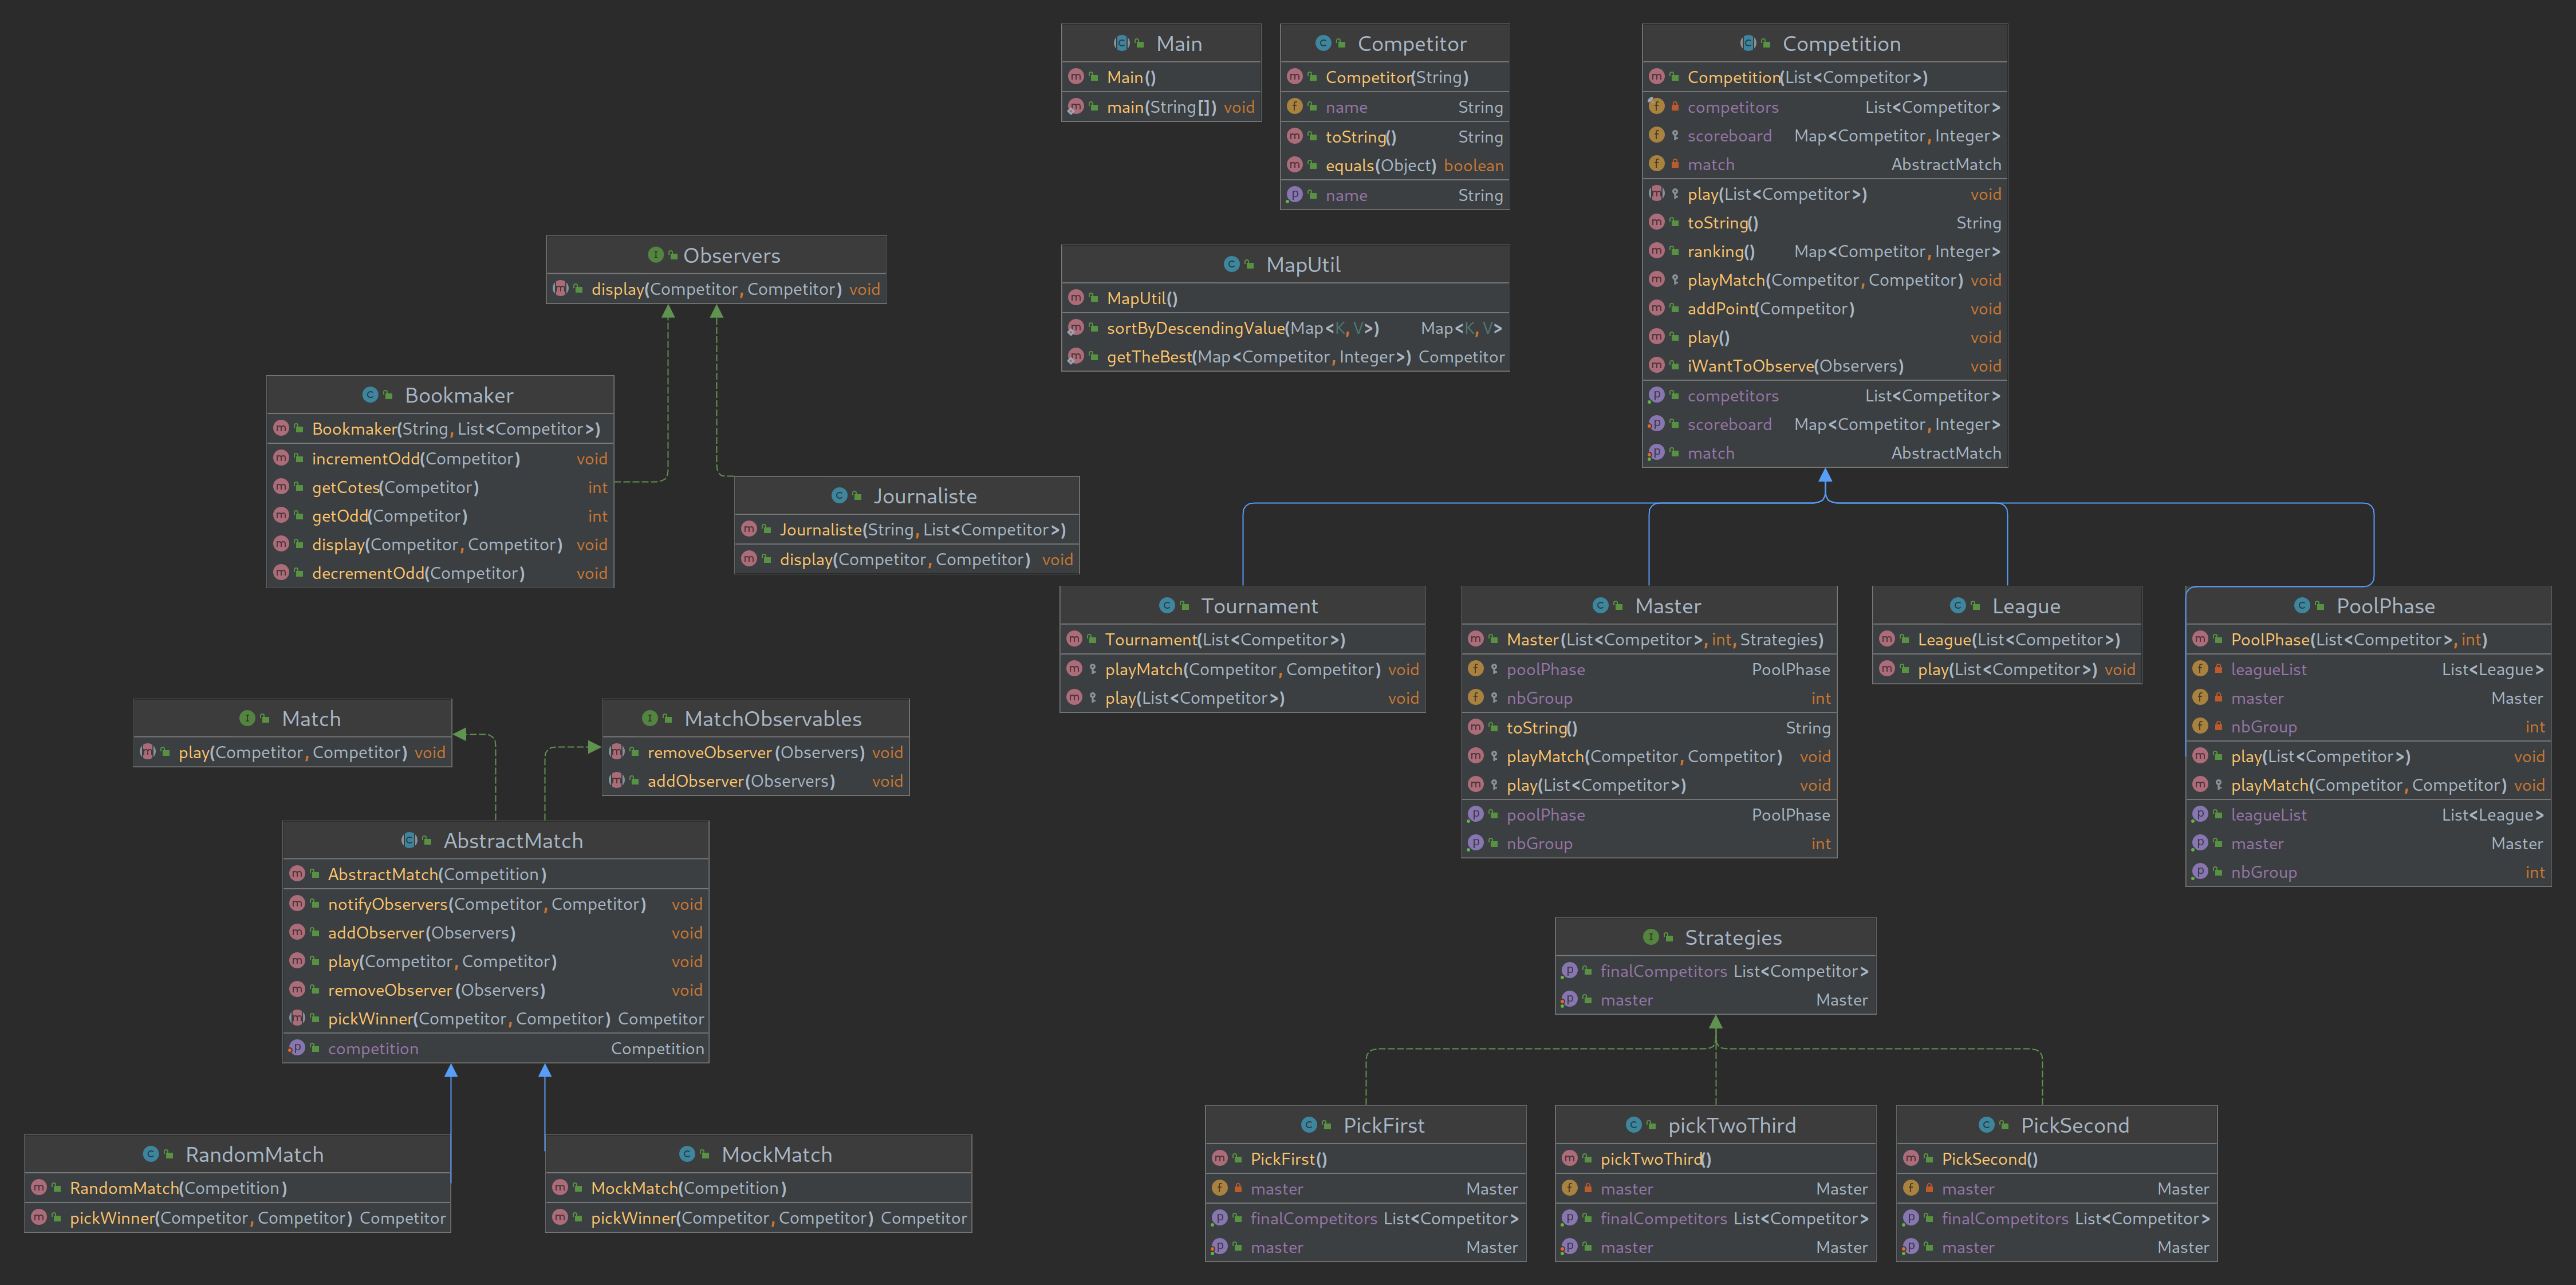 Main
Main()
main(String[]) void
Competitor
Competitor(String)
name String
toString() String
equals(Object) boolean
name String
Competition
Competition(List<Competitor>)
competitors List<Competitor>
scoreboard Map<Competitor, Integer>
match AbstractMatch
play(List<Competitor>) void
toString() String
ranking() Map<Competitor, Integer>
playMatch(Competitor, Competitor) void
addPoint(Competitor) void
play() void
iWantToObserve(Observers) void
competitors List<Competitor>
scoreboard Map<Competitor, Integer>
match AbstractMatch
Observers
display(Competitor, Competitor) void
MapUtil
MapUtil()
sortByDescendingValue(Map<K, V>) Map<K, V>
getTheBest(Map<Competitor, Integer>) Competitor
Bookmaker
Bookmaker(String, List<Competitor>)
incrementOdd(Competitor) void
getCotes(Competitor) int
getOdd(Competitor) int
display(Competitor, Competitor) void
decrementOdd(Competitor) void
Journaliste
Journaliste(String, List<Competitor>)
display(Competitor, Competitor) void
Tournament
Tournament(List<Competitor>)
playMatch(Competitor, Competitor) void
play(List<Competitor>) void
Master
Master(List<Competitor>, int, Strategies)
poolPhase PoolPhase
nbGroup int
toString() String
playMatch(Competitor, Competitor) void
play(List<Competitor>) void
poolPhase PoolPhase
nbGroup int
League
League(List<Competitor>)
play(List<Competitor>) void
PoolPhase
PoolPhase(List<Competitor>, int)
leagueList List<League>
master Master
nbGroup int
play(List<Competitor>) void
playMatch(Competitor, Competitor) void
leagueList List<League>
master Master
nbGroup int
Match
play(Competitor, Competitor) void
MatchObservables
removeObserver(Observers) void
addObserver(Observers) void
AbstractMatch
AbstractMatch(Competition)
notifyObservers(Competitor, Competitor) void
addObserver(Observers) void
play(Competitor, Competitor) void
removeObserver(Observers) void
pickWinner(Competitor, Competitor) Competitor
competition Competition
Strategies
finalCompetitors List<Competitor>
master Master
RandomMatch
RandomMatch(Competition)
pickWinner(Competitor, Competitor) Competitor
MockMatch
MockMatch(Competition)
pickWinner(Competitor, Competitor) Competitor
PickFirst
PickFirst()
master Master
finalCompetitors List<Competitor>
master Master
pickTwoThird
pickTwoThird()
master Master
finalCompetitors List<Competitor>
master Master
PickSecond
PickSecond()
master Master
finalCompetitors List<Competitor>
master Master